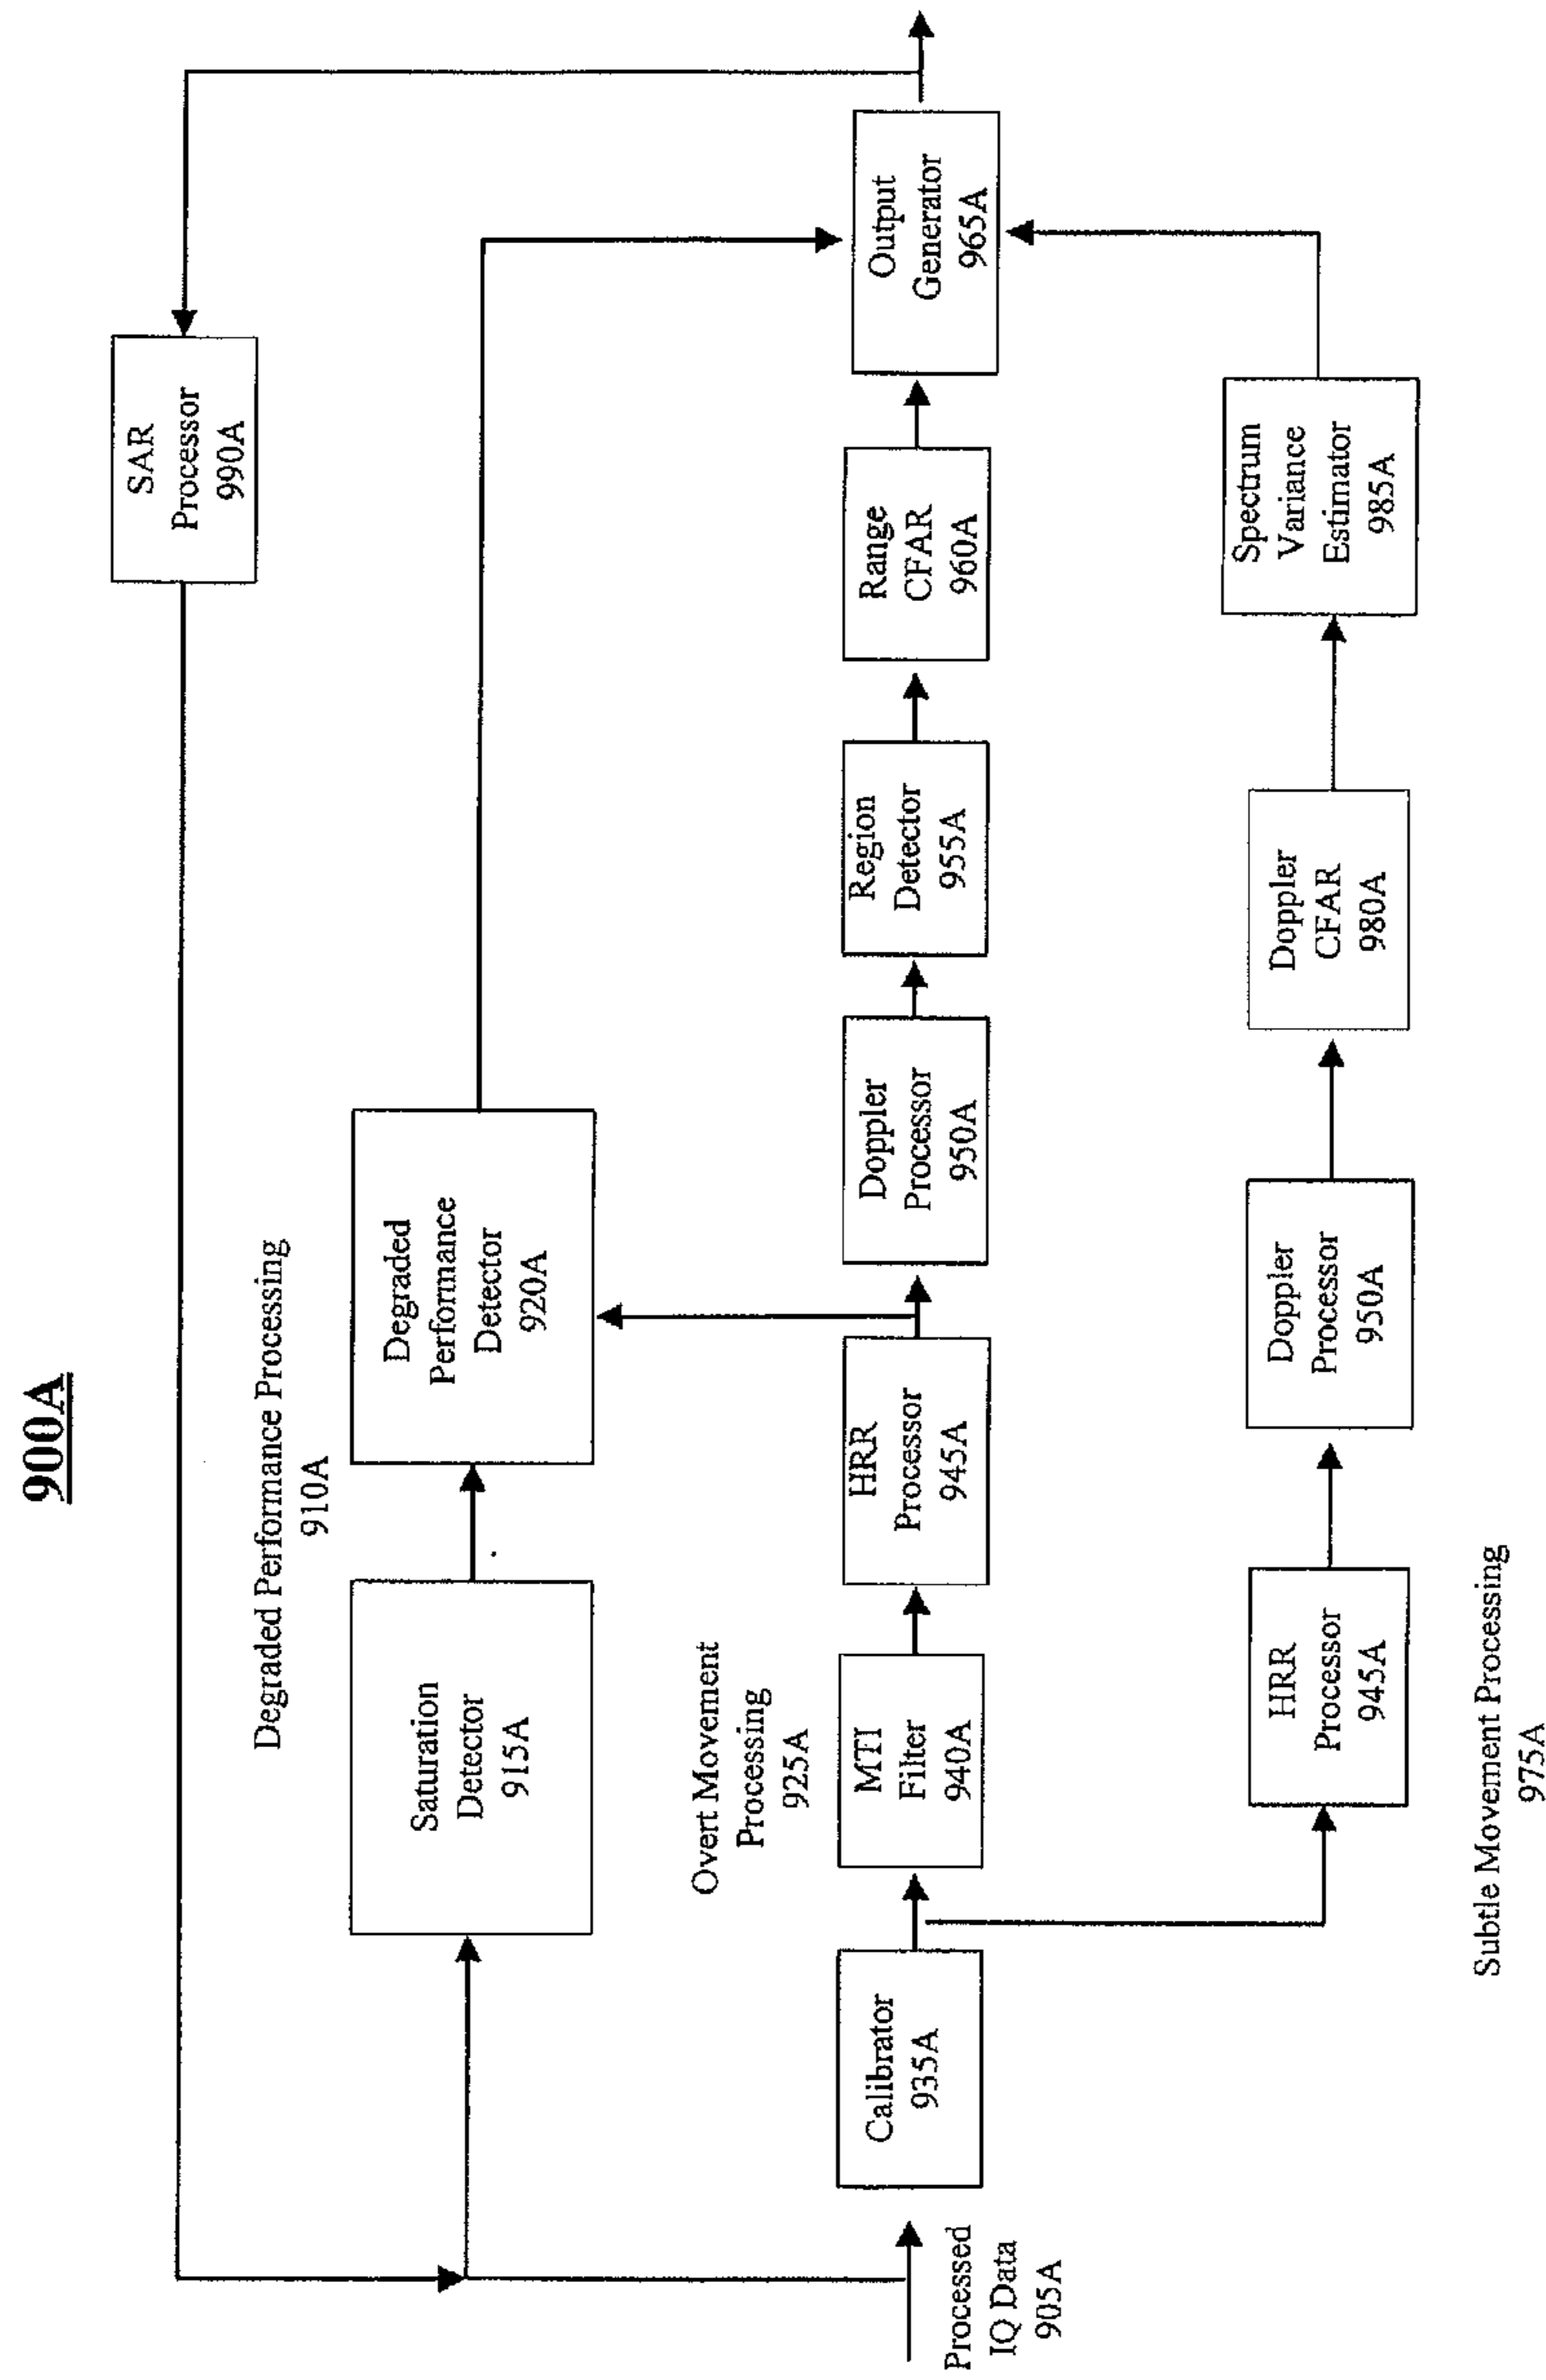 900A
SAR
Processor
990A
Degraded Performance Processing
910A
Saturation
Detector
915A
Degraded
Performance
Detector
920A
Overt Movement
Processing
925A
Processed
IQ Data
905A
Calibrator
935A
MTI
Filter
940A
HRR
Processor
945A
Doppler
Processor
950A
Region
Detector
955A
Range
CFAR
960A
Output
Generator
965A
HRR
Processor
945A
Doppler
Processor
950A
Doppler
CFAR
980A
Spectrum
Variance
Estimator
985A
Subtle Movement Processing
975A